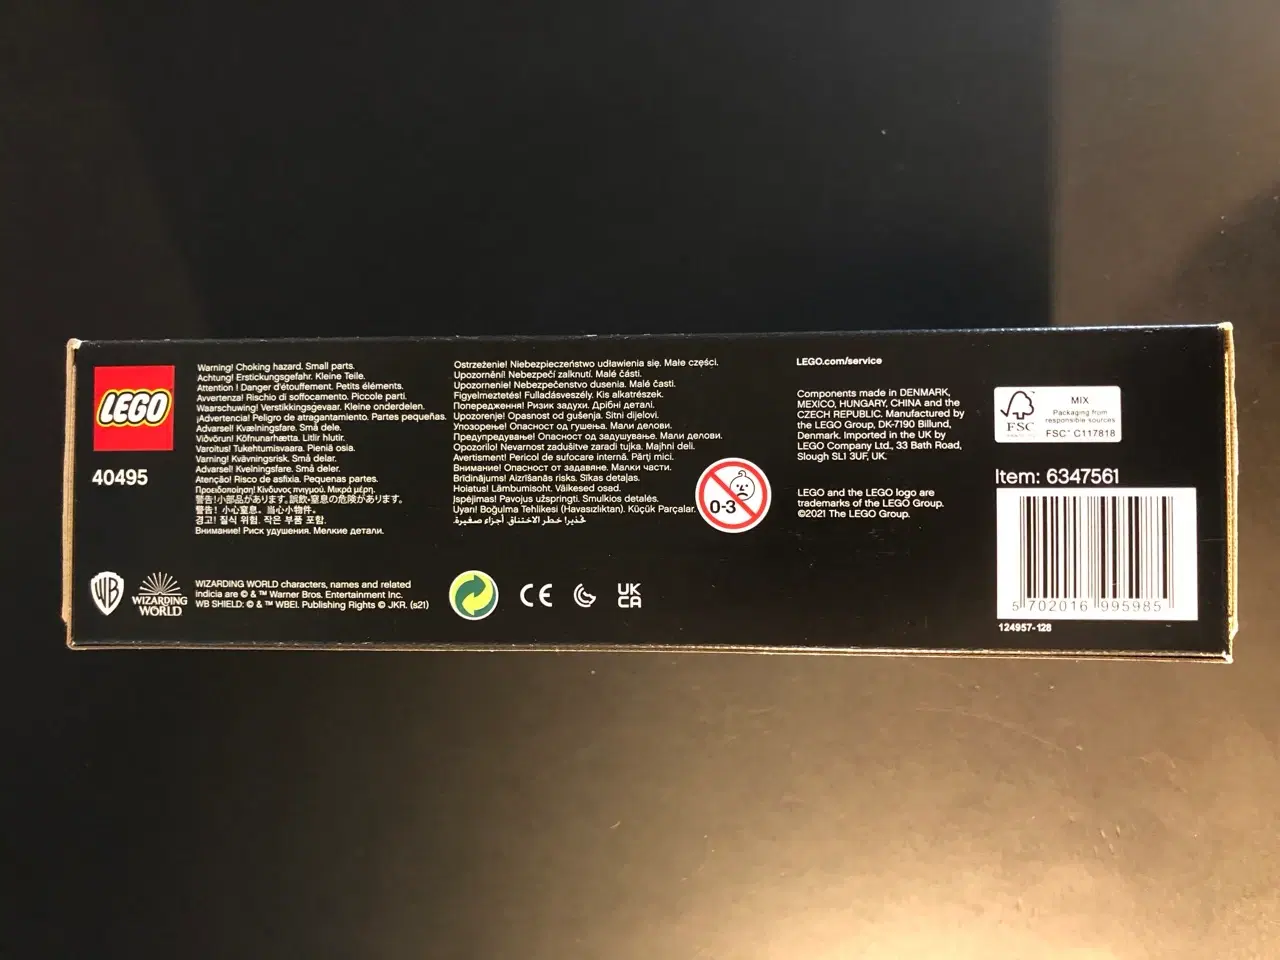 LEGO
40495
Warning! Choking hazard. Small parts.
Achtung! Erstickungsgefahr. Kleine Teile.
Attention ! Danger d'étouffement. Petits éléments.
Avvertenza! Rischio di soffocamento. Piccole parti.
Waarschuwing! Verstikkingsgevaar. Kleine onderdelen.
¡Advertencia! Peligro de atragantamiento. Partes pequeñas.
Advarsel! Kvælningsfare. Små dele.
Viðvörun! Köfnunarhætta. Litlir hlutir.
Varoitus! Tukehtumisvaara. Pieniä osia.
Varning! Kvävningsrisk. Små delar.
Advarsel! Kvelningsfare. Små deler.
Atenção! Risco de asfixia. Pequenas partes.
Προειδοποίηση! Κίνδυνος πνιγμού. Μικρά μέρη.
警告!小部品があります。誤飲・窒息の危険があります。
警告! 小心窒息。当心小物件。
경고! 질식 위험. 작은 부품 포함.
Внимание! Риск удушения. Мелкие детали.
Ostrzeżenie! Niebezpieczeństwo udławienia się. Małe części.
Upozornění! Nebezpečí zalknutí. Malé části.
Upozornenie! Nebezpečenstvo dusenia. Malé časti.
Figyelmeztetés! Fulladásveszély. Kis alkatrészek.
Попередження! Ризик задухи. Дрібні деталі.
Upozorenje! Opasnost od gušenja. Sitni dijelovi.
Упозорење! Опасност од гушења. Мали делови.
Предупредување! Опасност од задушување. Мали делови.
Opozorilo! Nevarnost zadušitve zaradi tujka. Majhni deli.
Avertisment! Pericol de sufocare internă. Părţi mici.
Внимание! Опасност от задавяне. Малки части.
Brīdinājums! Aizrīšanās risks. Sīkas detaļas.
Hoiatus! Lämbumisoht. Väikesed osad.
Įspėjimas! Pavojus užspringti. Smulkios detalės.
Uyarı! Boğulma Tehlikesi (Havasızlıktan). Küçük Parçalar.
تحذير! خطر الاختناق. أجزاء صغيرة.
0-3
LEGO.com/service
Components made in DENMARK,
MEXICO, HUNGARY, CHINA and the
CZECH REPUBLIC. Manufactured by
the LEGO Group, DK-7190 Billund,
Denmark. Imported in the UK by
LEGO Company Ltd., 33 Bath Road,
Slough SL1 3UF, UK.
LEGO and the LEGO logo are
trademarks of the LEGO Group.
©2021 The LEGO Group.
FSC
MIX
Packaging from
responsible sources
FSC™ C117818
Item: 6347561
5 702016 995985
124957-128
WB
WIZARDING
WORLD
WIZARDING WORLD characters, names and related
indicia are © & ™ Warner Bros. Entertainment Inc.
WB SHIELD: © & ™ WBEI. Publishing Rights © JKR. (s21)
CE
UK
CA